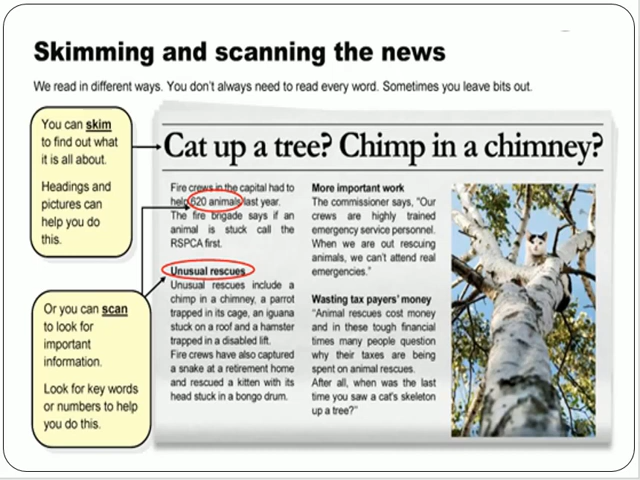 Skimming and scanning the news
We read in different ways. You don't always need to read every word. Sometimes you leave bits out.
You can skim
to find out what
it is all about.
Headings and
pictures can
help you do
this.
Or you can scan
to look for
important
information.
Look for key words
or numbers to help
you do this.
Cat up a tree? Chimp in a chimney?
Fire crews in the capital had to
help 620 animals last year.
The fire brigade says if an
animal is stuck call the
RSPCA first.
Unusual rescues
Unusual rescues include a
chimp in a chimney, a parrot
trapped in its cage, an iguana
stuck on a roof and a hamster
trapped in a disabled lift.
Fire crews have also captured
a snake at a retirement home
and rescued a kitten with its
head stuck in a bongo drum.
More important work
The commissioner says, "Our
crews are highly trained
emergency service personnel.
When we are out rescuing
animals, we can't attend real
emergencies."
Wasting tax payers' money
"Animal rescues cost money
and in these tough financial
times many people question
why their taxes are being
spent on animal rescues.
After all, when was the last
time you saw a cat's skeleton
up a tree?"